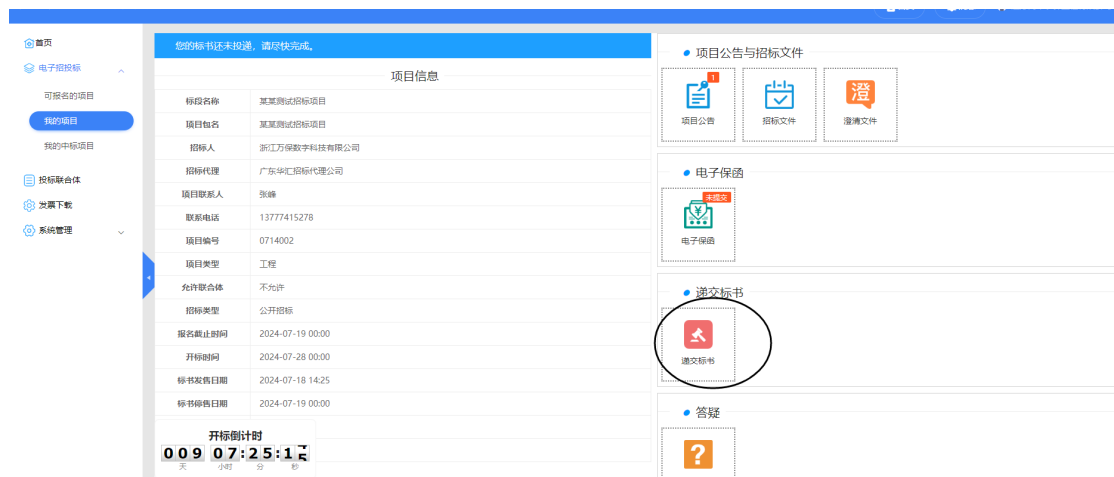 首页
电子招投标
可报名的项目
我的项目
我的中标项目
投标联合体
发票下载
系统管理
您的标书还未投递，请尽快完成。
项目信息
标段名称 某某测试招标项目
项目包名 某某测试招标项目
招标人 浙江万保数字科技有限公司
招标代理 广东华汇招标代理公司
项目联系人 张峰
联系电话 13777415278
项目编号 0714002
项目类型 工程
允许联合体 不允许
招标类型 公开招标
报名截止时间 2024-07-19 00:00
开标时间 2024-07-28 00:00
标书发售日期 2024-07-18 14:25
标书停售日期 2024-07-19 00:00
开标倒计时
009 07:25:1
天 小时 分 秒
项目公告与招标文件
1
澄
项目公告 招标文件 澄清文件
电子保函
未提交
¥
电子保函
递交标书
递交标书
答疑
?